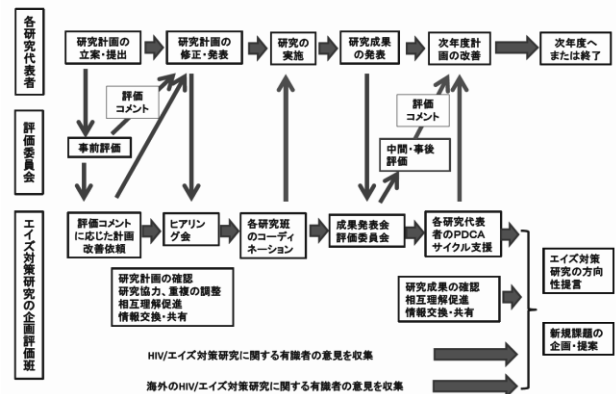 各研究代表者
研究計画の
立案・提出
研究計画の
修正・発表
研究の
実施
研究成果
の発表
次年度計
画の改善
次年度へ
または終了
評価委員会
評価
コメント
事前評価
評価
コメント
中間・事後
評価
エイズ対策研究の企画評価班
評価コメント
に応じた計画
改善依頼
ヒアリン
グ会
各研究班
のコーディ
ネーション
成果発表会
評価委員会
各研究代表
者のPDCA
サイクル支援
研究計画の確認
研究協力、重複の調整
相互理解促進
情報交換・共有
研究成果の確認
相互理解促進
情報交換・共有
エイズ対策
研究の方向
性提言
新規課題の
企画・提案
HIV/エイズ対策研究に関する有識者の意見を収集
海外のHIV/エイズ対策研究に関する有識者の意見を収集